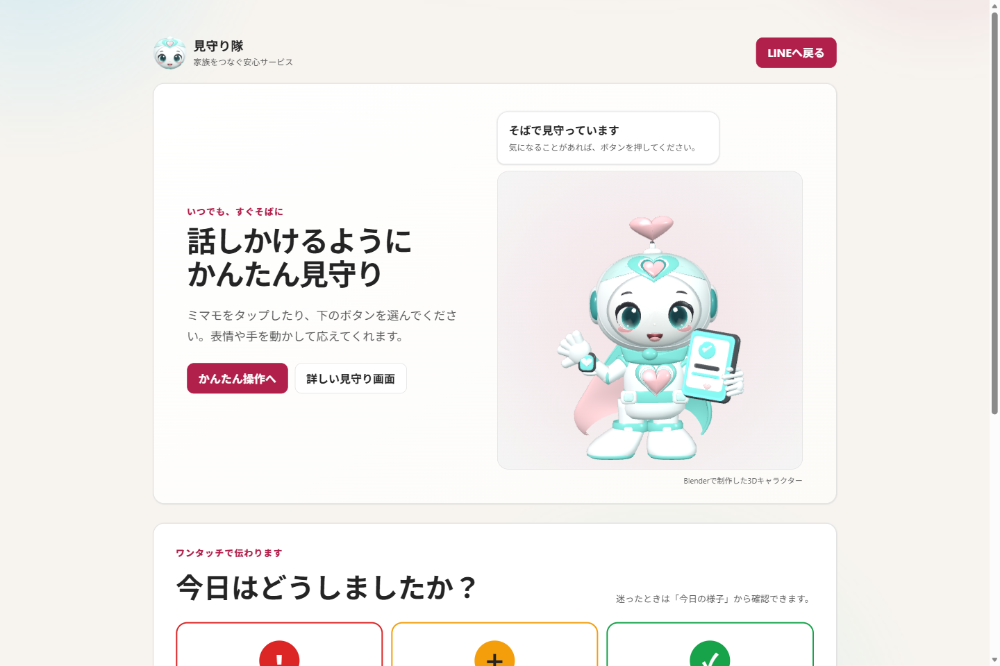 見守り隊
家族をつなぐ安心サービス
LINEへ戻る
そばで見守っています
気になることがあれば、ボタンを押してください。
いつでも、すぐそばに
話しかけるように
かんたん見守り
ミマモをタップしたり、下のボタンを選んでくださ
い。表情や手を動かして応えてくれます。
かんたん操作へ
詳しい見守り画面
Blenderで制作した3Dキャラクター
ワンタッチで伝わります
今日はどうしましたか？
迷ったときは「今日の様子」から確認できます。